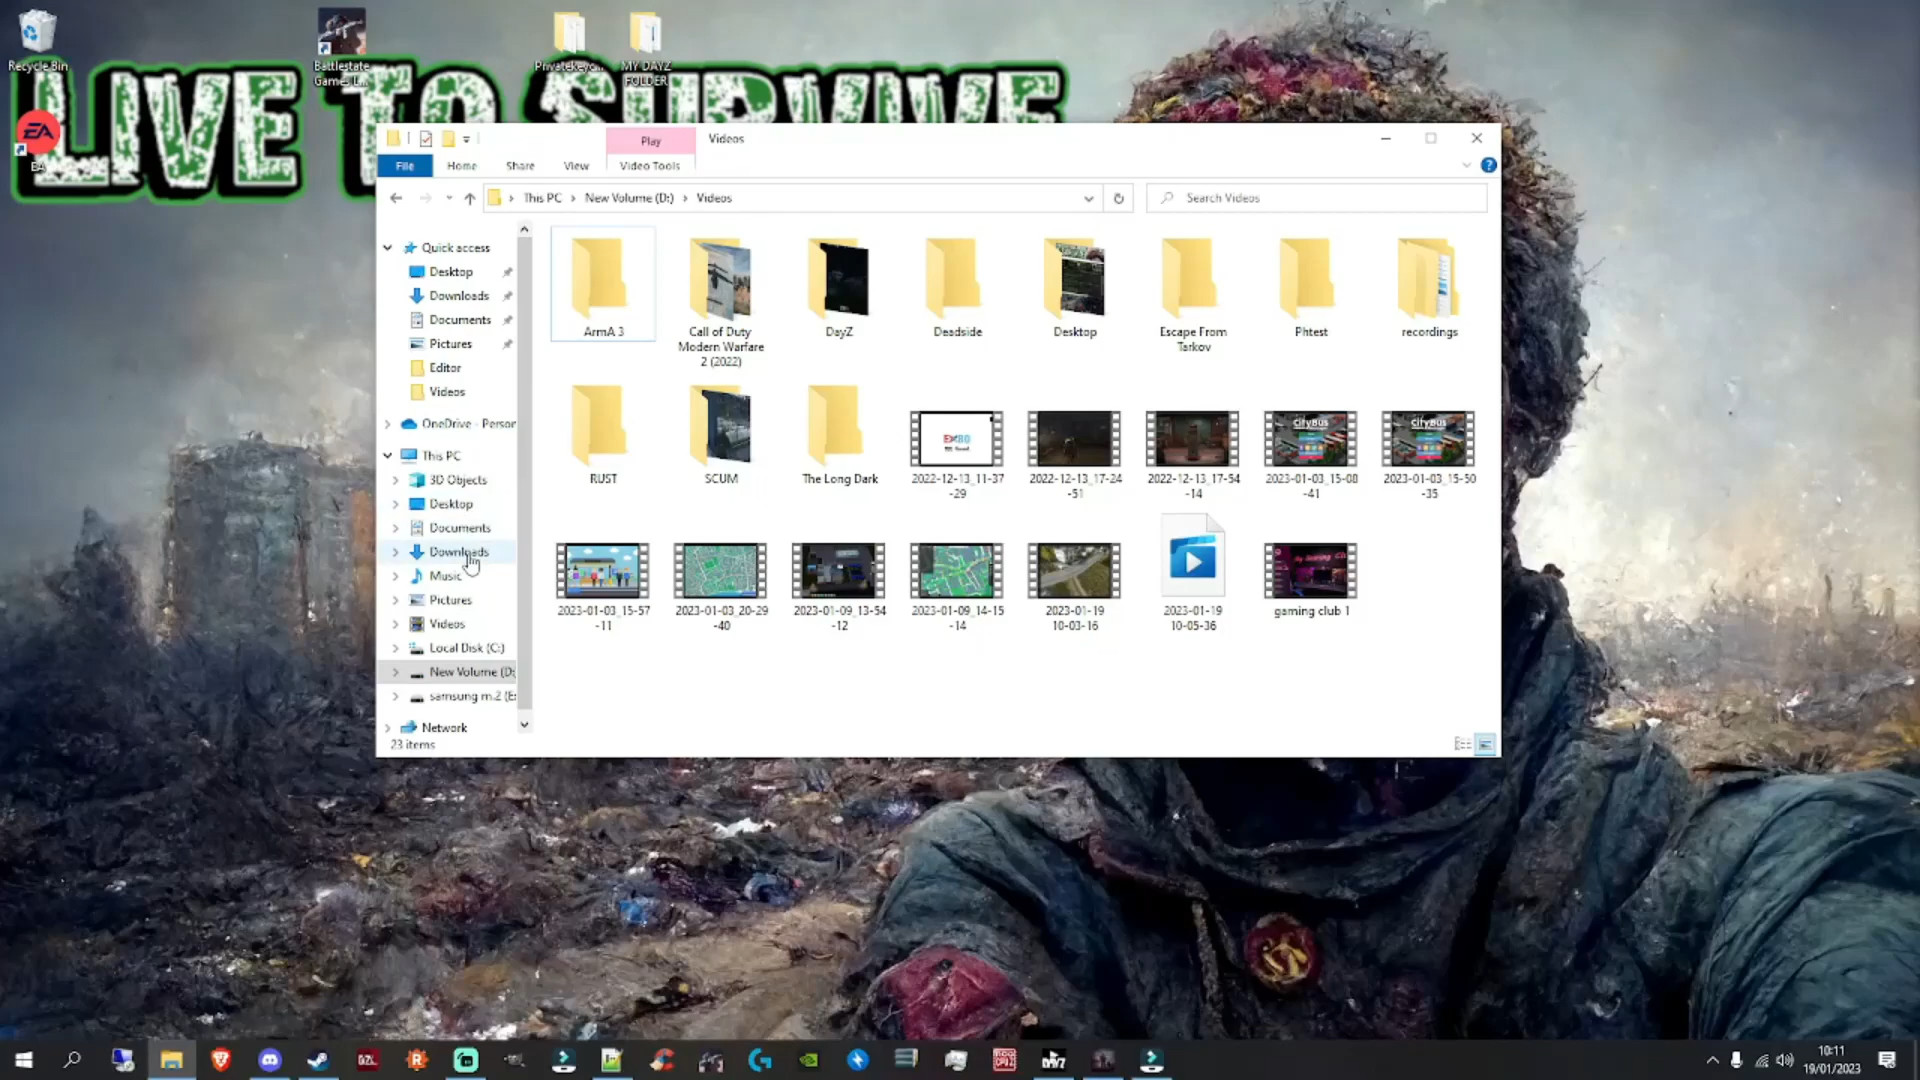 Recycle Bin
Battlestate
Games L...
MY DAYZ
FOLDER
LIVE TO SURVIVE
EA
Play
Videos
File
Home
Share
View
Video Tools
This PC
New Volume (D:)
Videos
Search Videos
Quick access
Desktop
Downloads
Documents
Pictures
Editor
Videos
OneDrive - Person
This PC
3D Objects
Desktop
Documents
Downloads
Music
Pictures
Videos
Local Disk (C:)
New Volume (D:
samsung m.2 (E:
Network
23 items
ArmA 3
Call of Duty
Modern Warfare
2 (2022)
DayZ
Deadside
Desktop
Escape From
Tarkov
Phtest
recordings
RUST
SCUM
The Long Dark
2022-12-13_11-37
-29
2022-12-13_17-24
-51
2022-12-13_17-54
-14
CityBus
2023-01-03_15-08
-41
CityBus
2023-01-03_15-50
-35
2023-01-03_15-57
-11
2023-01-03_20-29
-40
2023-01-09_13-54
-12
2023-01-09_14-15
-14
2023-01-19
10-03-16
2023-01-19
10-05-36
gaming club 1
DZL
10:11
19/01/2023